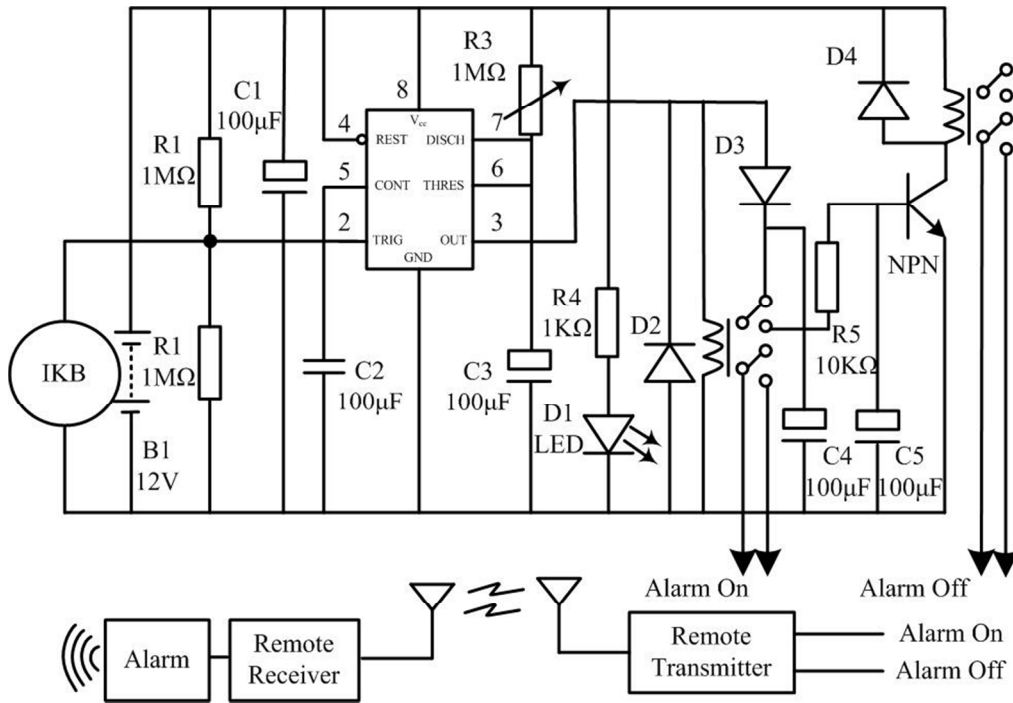 R1
1MΩ
C1
100μF
R3
1MΩ
D4
8
Vcc
4
REST
DISCH
7
5
CONT
THRES
6
2
TRIG
OUT
3
GND
D3
NPN
IKB
R1
1MΩ
B1
12V
C2
100μF
C3
100μF
R4
1KΩ
D1
LED
D2
R5
10KΩ
C4
100μF
C5
100μF
Alarm On
Alarm Off
Alarm
Remote
Receiver
Remote
Transmitter
Alarm On
Alarm Off